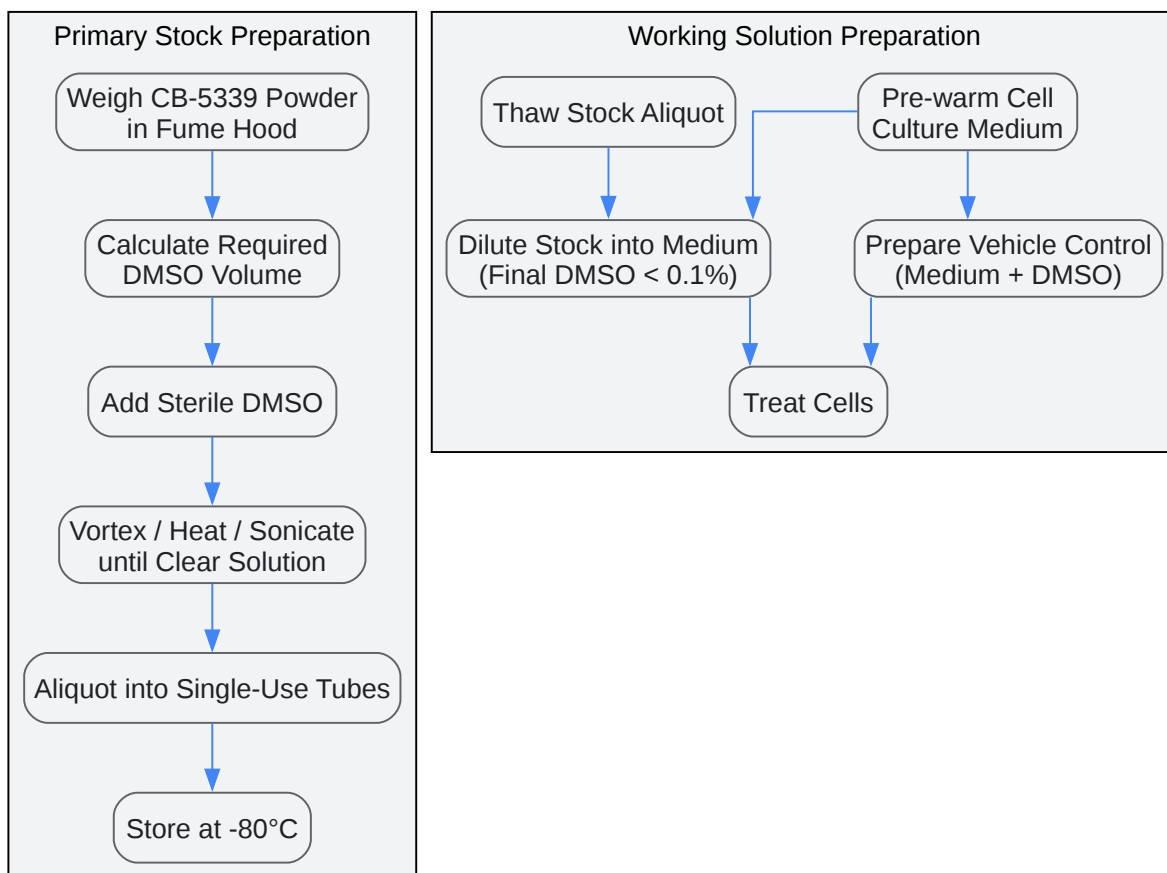 Primary Stock Preparation
Weigh CB-5339 Powder
in Fume Hood
Calculate Required
DMSO Volume
Add Sterile DMSO
Vortex / Heat / Sonicate
until Clear Solution
Aliquot into Single-Use Tubes
Store at -80°C
Working Solution Preparation
Thaw Stock Aliquot
Pre-warm Cell
Culture Medium
Dilute Stock into Medium
(Final DMSO < 0.1%)
Prepare Vehicle Control
(Medium + DMSO)
Treat Cells